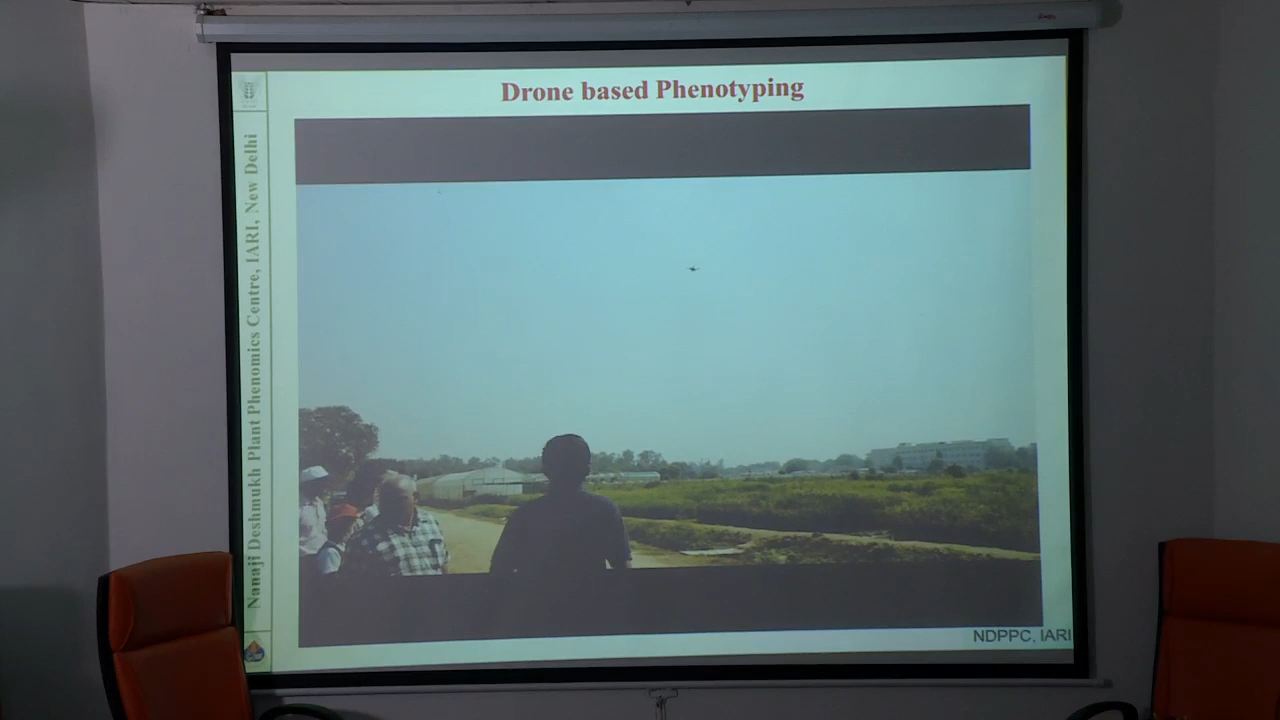 Drone based Phenotyping
Nanaji Deshmukh Plant Phenomics Centre, IARI, New Delhi
NDPPC, IARI